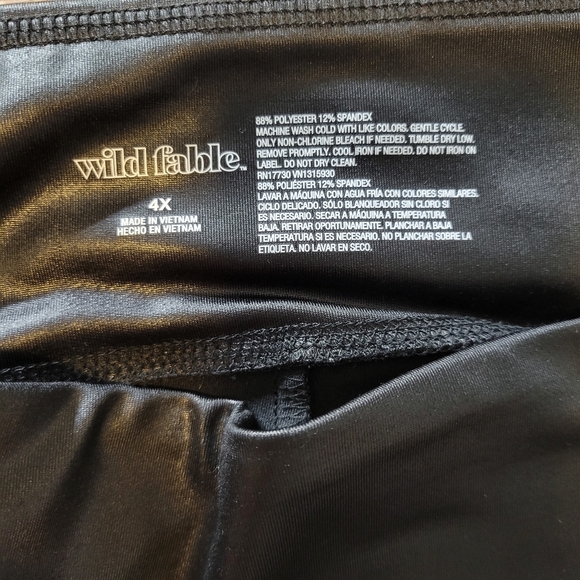 wild fable™
4X
MADE IN VIETNAM
HECHO EN VIETNAM
88% POLYESTER 12% SPANDEX
MACHINE WASH COLD WITH LIKE COLORS. GENTLE CYCLE.
ONLY NON-CHLORINE BLEACH IF NEEDED. TUMBLE DRY LOW.
REMOVE PROMPTLY. COOL IRON IF NEEDED. DO NOT IRON ON
LABEL. DO NOT DRY CLEAN.
RN17730 VN1315930
88% POLIÉSTER 12% SPANDEX
LAVAR A MÁQUINA CON AGUA FRÍA CON COLORES SIMILARES.
CICLO DELICADO. SÓLO BLANQUEADOR SIN CLORO SI
ES NECESARIO. SECAR A MÁQUINA A TEMPERATURA
BAJA. RETIRAR OPORTUNAMENTE. PLANCHAR A BAJA
TEMPERATURA SI ES NECESARIO. NO PLANCHAR SOBRE LA
ETIQUETA. NO LAVAR EN SECO.